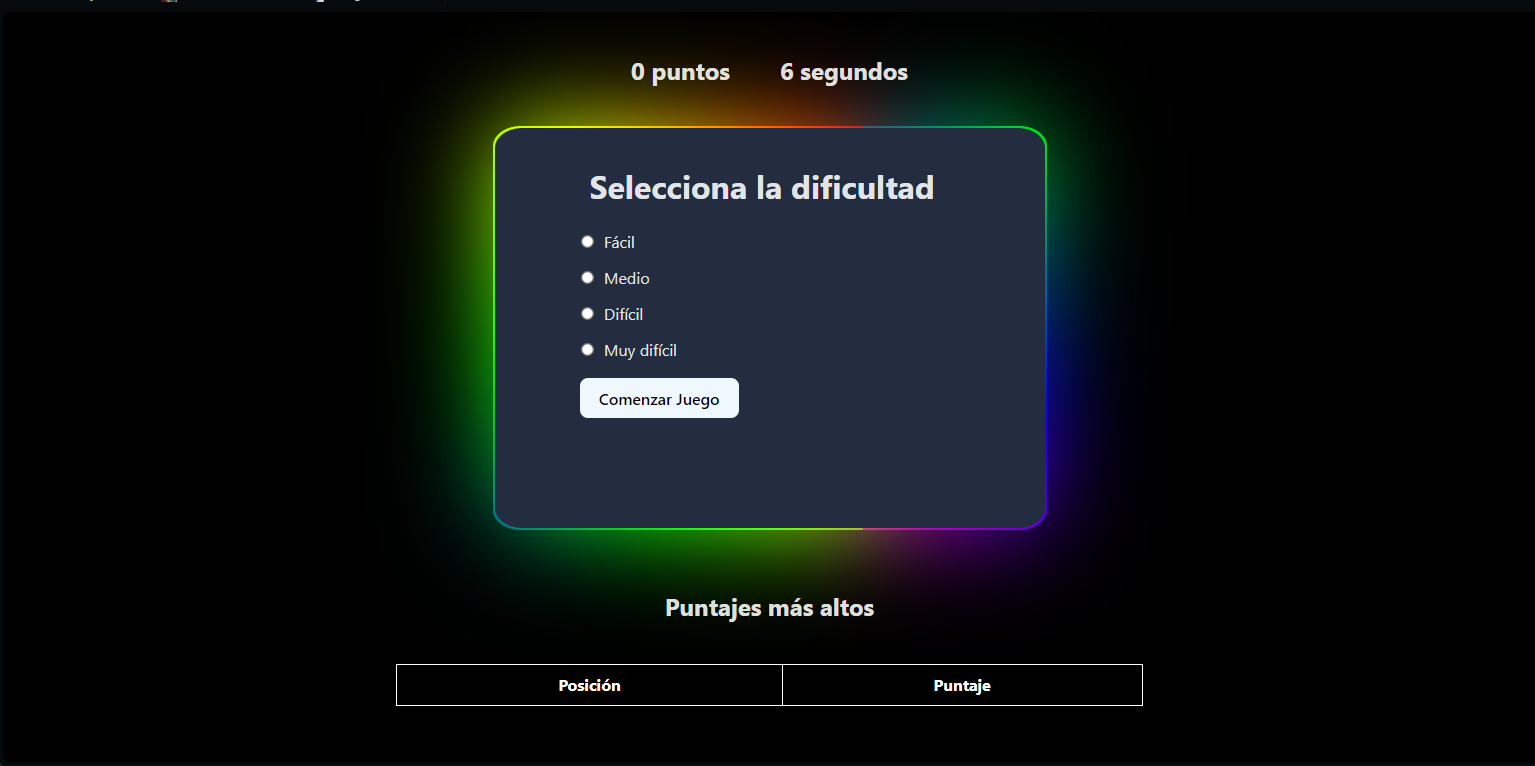 0 puntos 6 segundos
Selecciona la dificultad
Fácil
Medio
Difícil
Muy difícil
Comenzar Juego
Puntajes más altos
Posición Puntaje